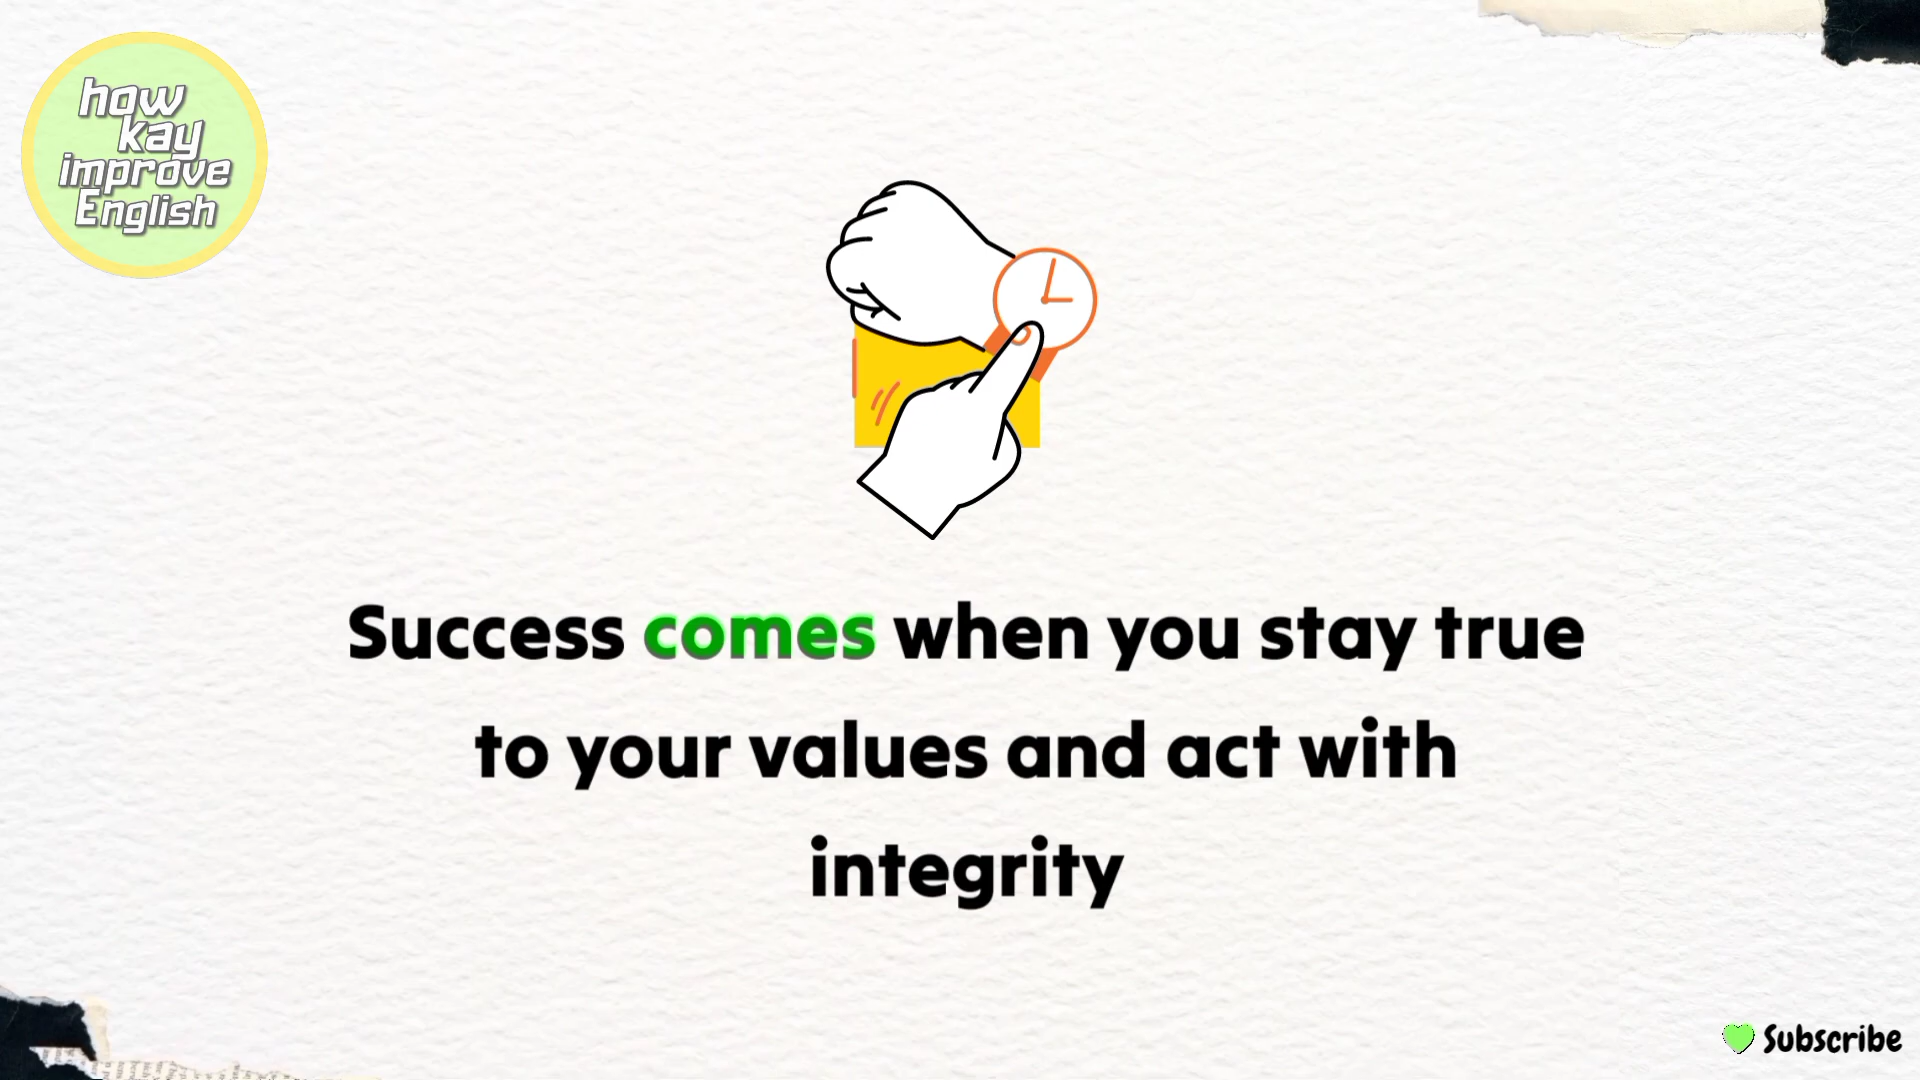 how
kay
improve
English
Success comes when you stay true
to your values and act with
integrity
Subscribe